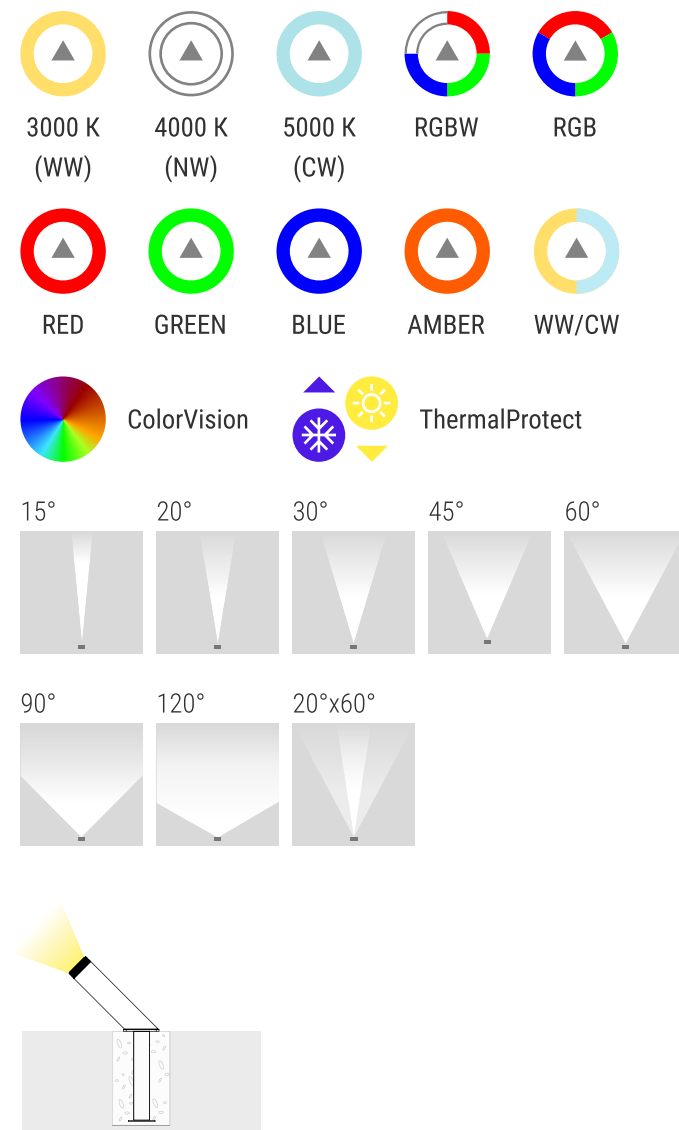 3000 K 4000 K 5000 K RGBW RGB
(WW) (NW) (CW)
RED GREEN BLUE AMBER WW/CW
ColorVision ThermalProtect
15° 20° 30° 45° 60°
90° 120° 20°x60°